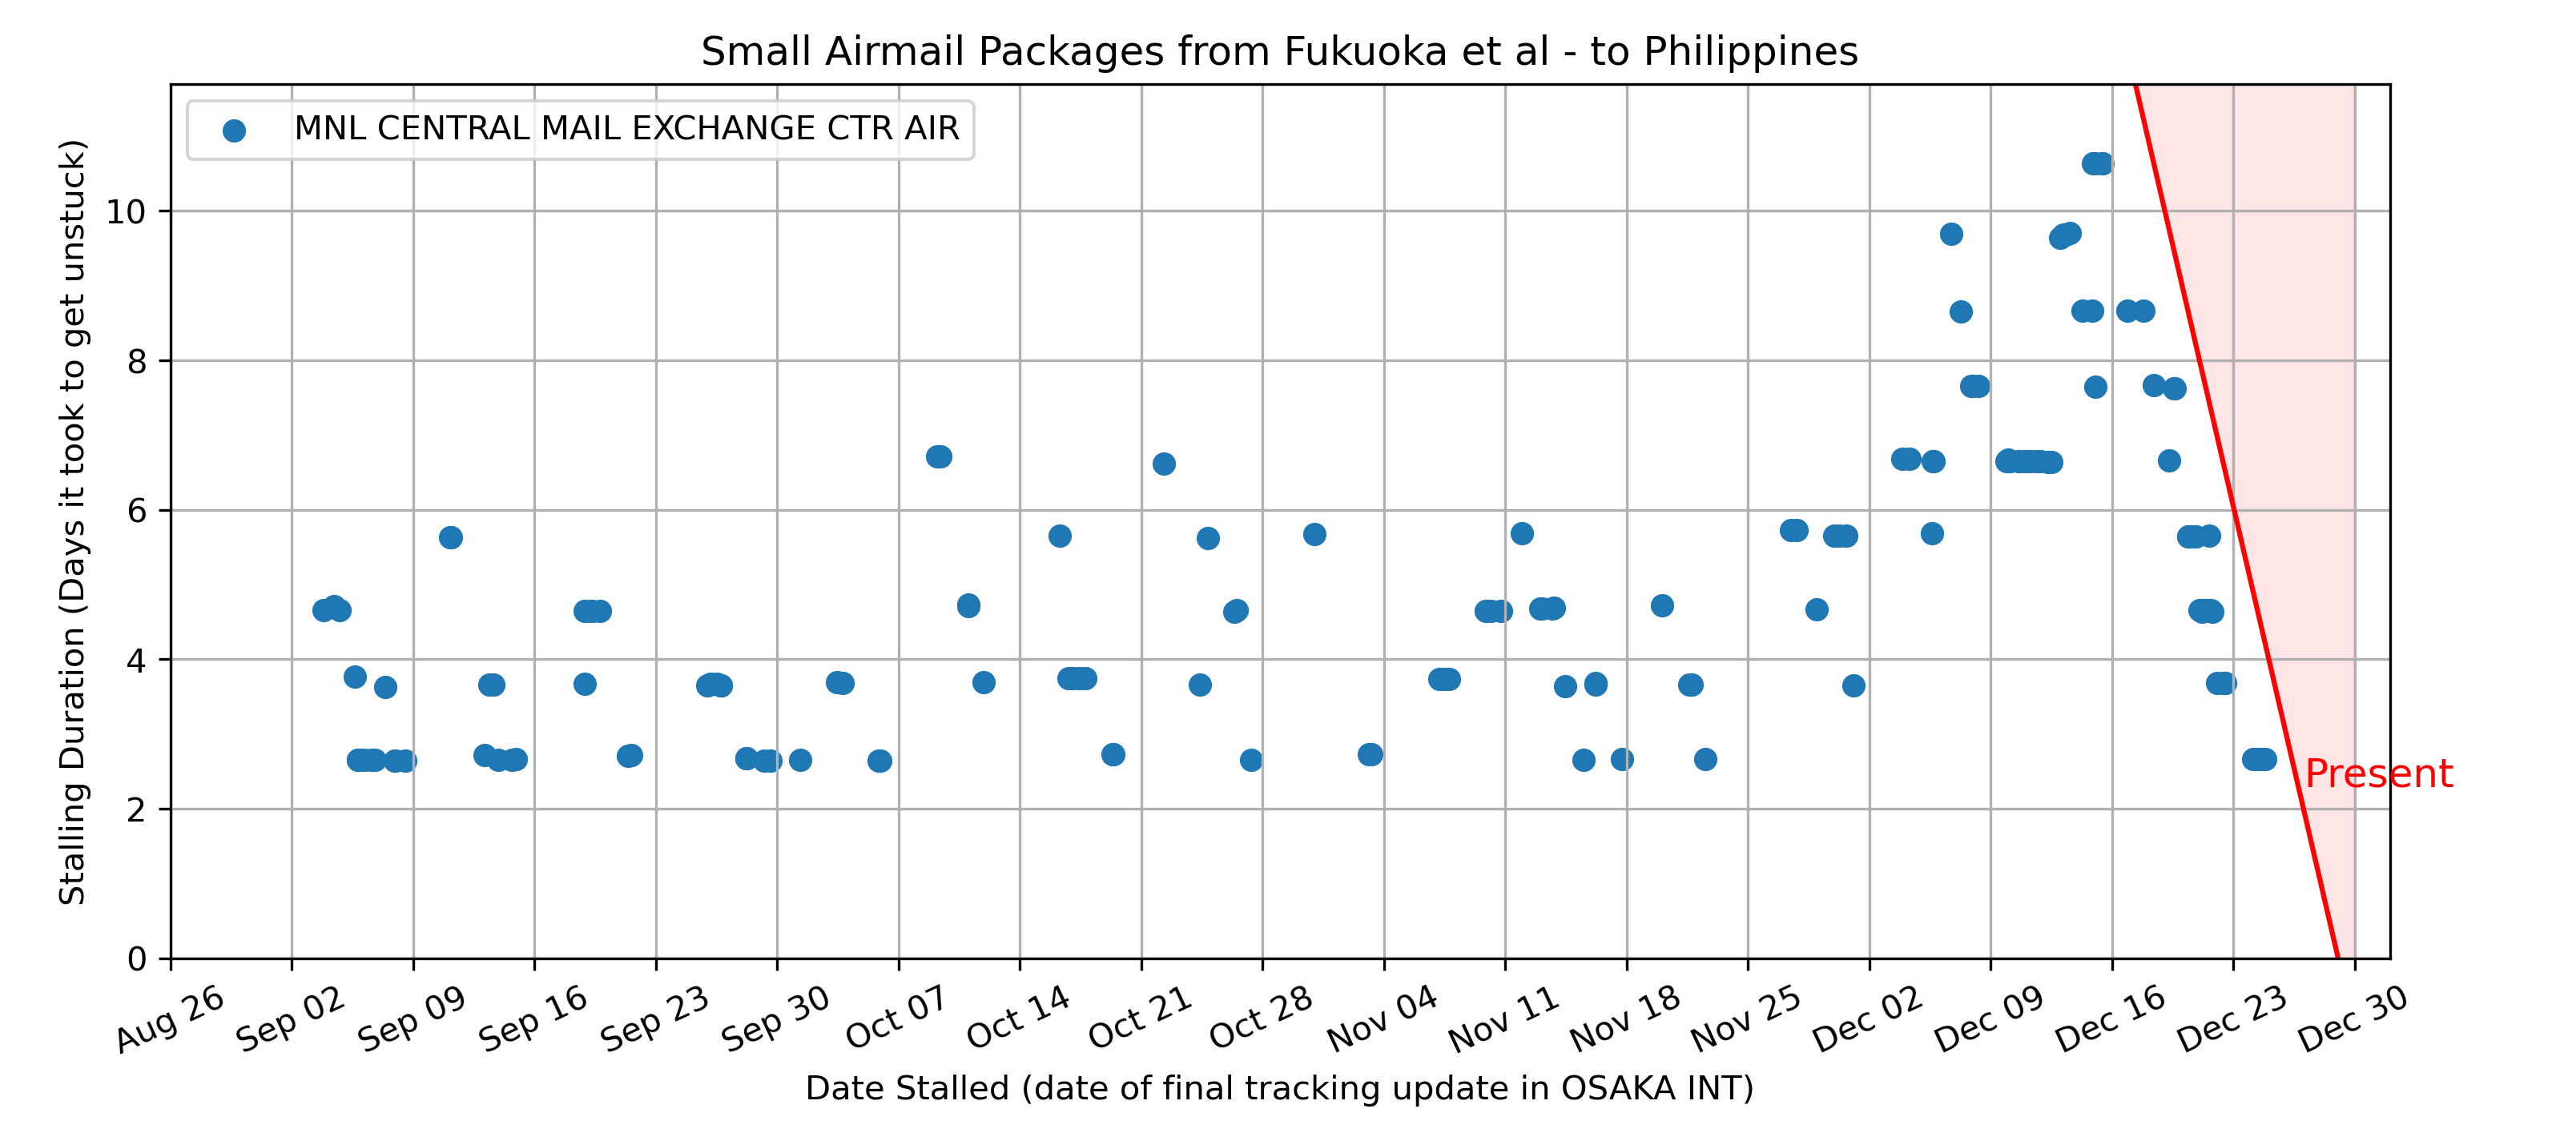 Small Airmail Packages from Fukuoka et al - to Philippines
MNL CENTRAL MAIL EXCHANGE CTR AIR
Stalling Duration (Days it took to get unstuck)
10
8
6
4
2
0
Present
Aug 26
Sep 02
Sep 09
Sep 16
Sep 23
Sep 30
Oct 07
Oct 14
Oct 21
Oct 28
Nov 04
Nov 11
Nov 18
Nov 25
Dec 02
Dec 09
Dec 16
Dec 23
Dec 30
Date Stalled (date of final tracking update in OSAKA INT)